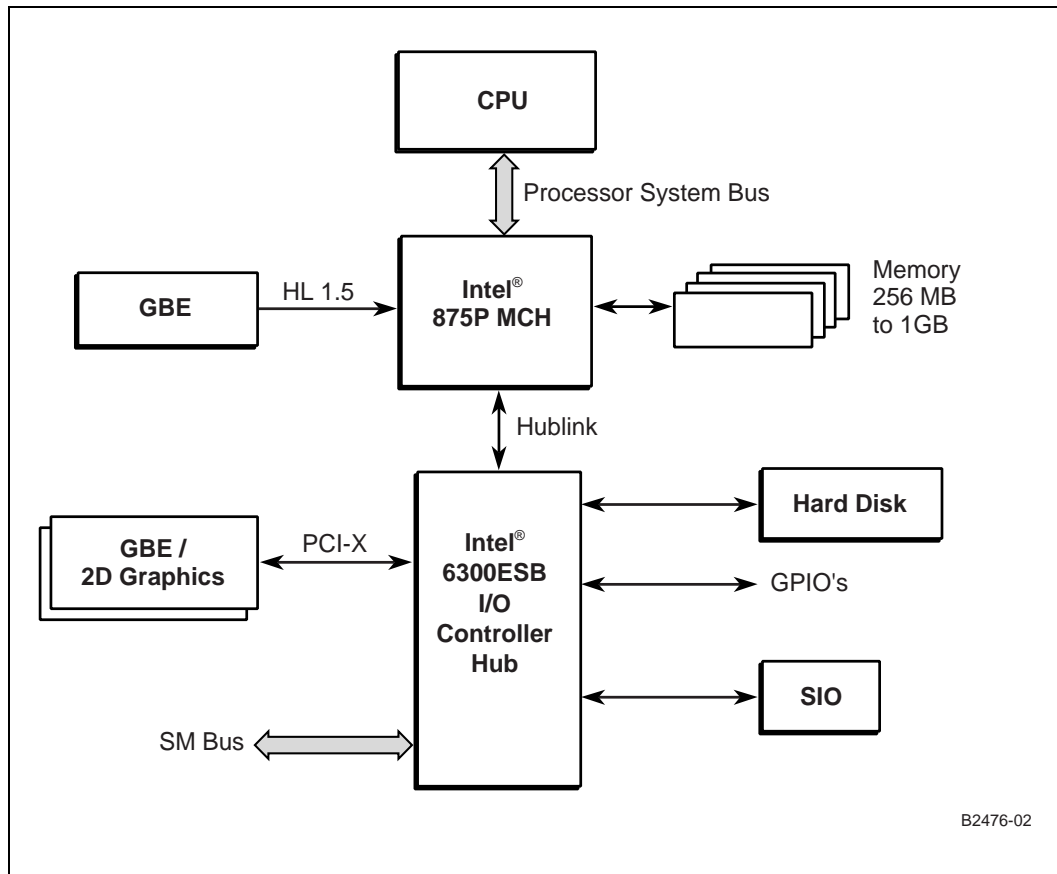 CPU
Processor System Bus
GBE
HL 1.5
Intel®
875P MCH
Memory
256 MB
to 1GB
Hublink
GBE /
2D Graphics
PCI-X
Intel®
6300ESB
I/O
Controller
Hub
Hard Disk
GPIO's
SIO
SM Bus
B2476-02